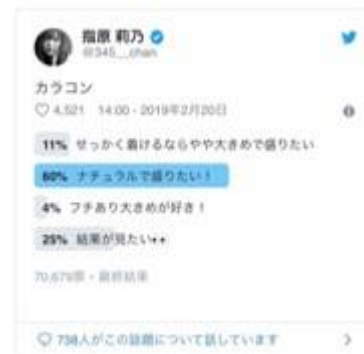 指原 莉乃
@345__chan
カラコン
4,521 14:00 - 2019年2月20日
11% せっかく着けるならやや大きめで盛りたい
60% ナチュラルで盛りたい！
4% フチあり大きめが好き！
25% 結果が見たい👀
70,679票・最終結果
738人がこの話題について話しています